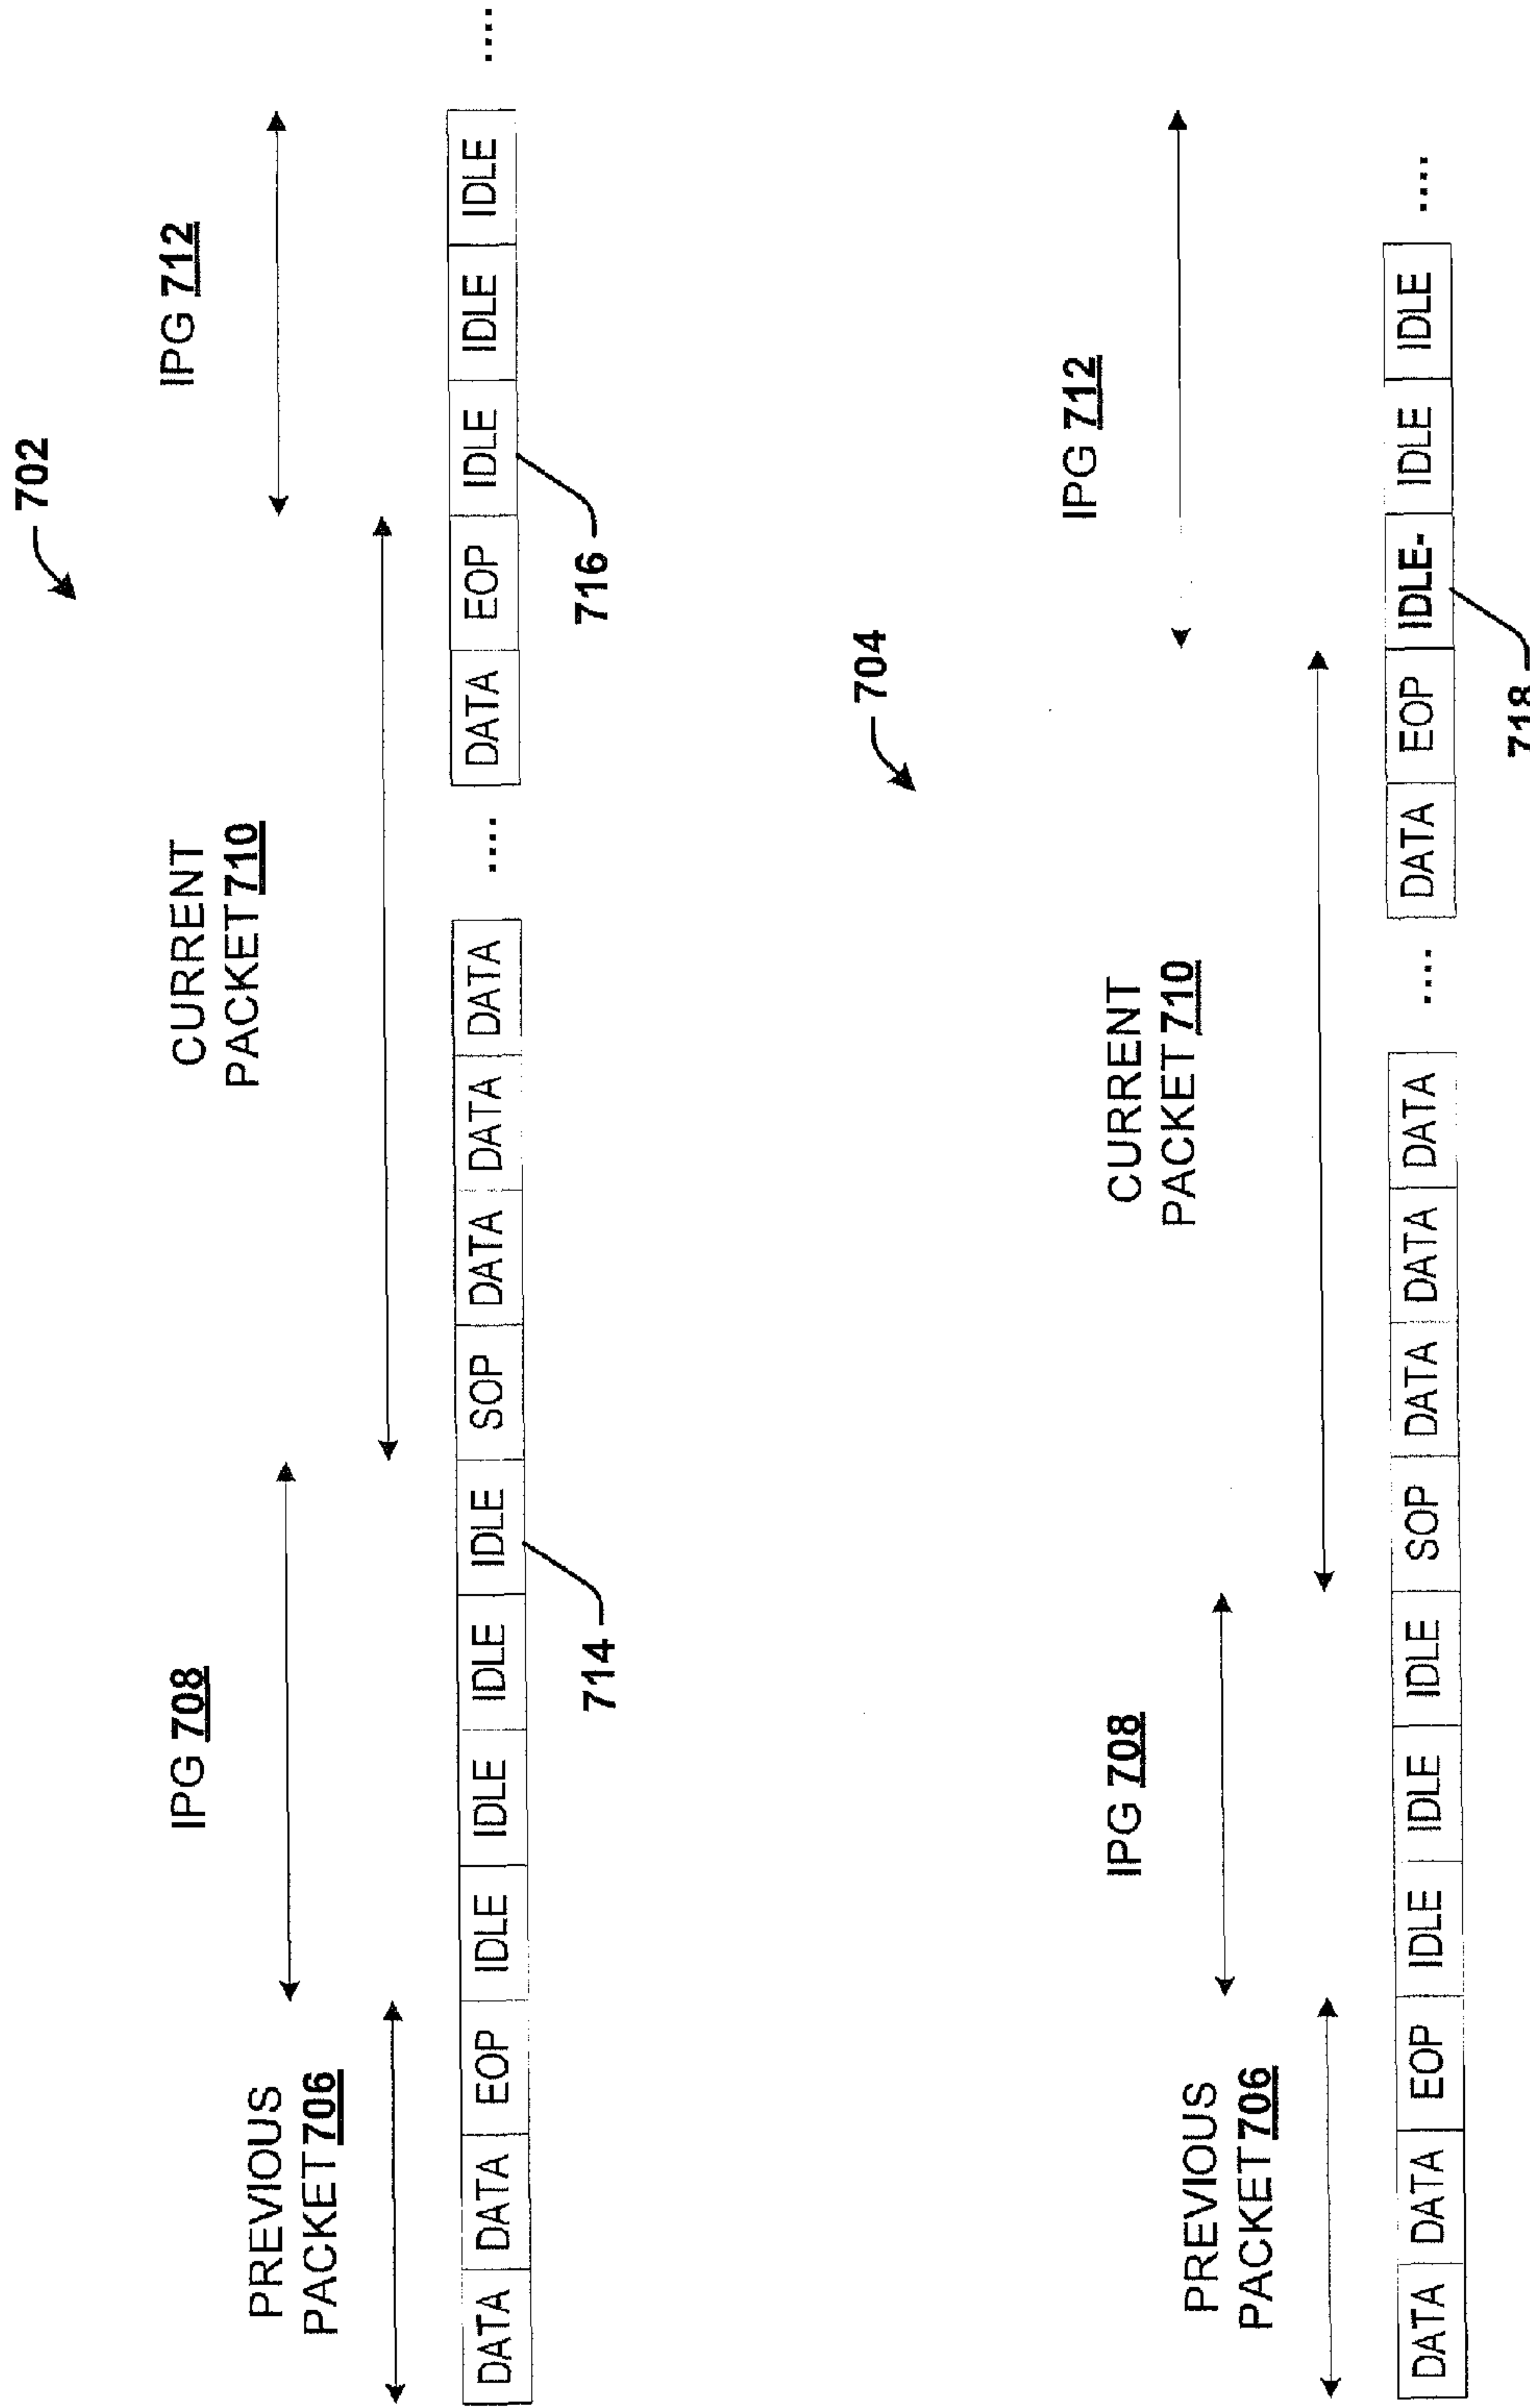 702
PREVIOUS
PACKET 706
IPG 708
CURRENT
PACKET 710
IPG 712
DATA DATA EOP IDLE IDLE IDLE IDLE SOP DATA DATA DATA .... DATA EOP IDLE IDLE IDLE ....
714
716
704
PREVIOUS
PACKET 706
IPG 708
CURRENT
PACKET 710
IPG 712
DATA DATA EOP IDLE IDLE IDLE SOP DATA DATA DATA .... DATA EOP IDLE- IDLE IDLE ....
718